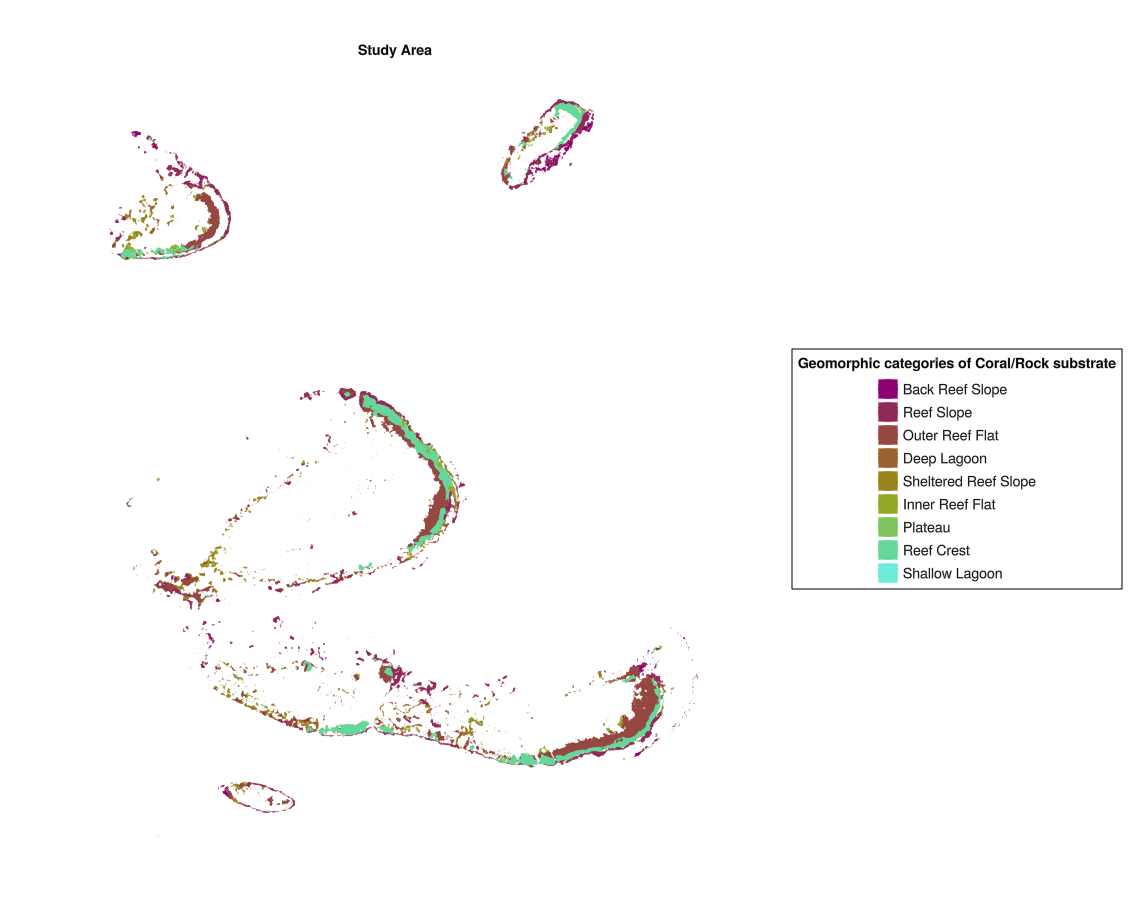 Study Area
Geomorphic categories of Coral/Rock substrate
Back Reef Slope
Reef Slope
Outer Reef Flat
Deep Lagoon
Sheltered Reef Slope
Inner Reef Flat
Plateau
Reef Crest
Shallow Lagoon